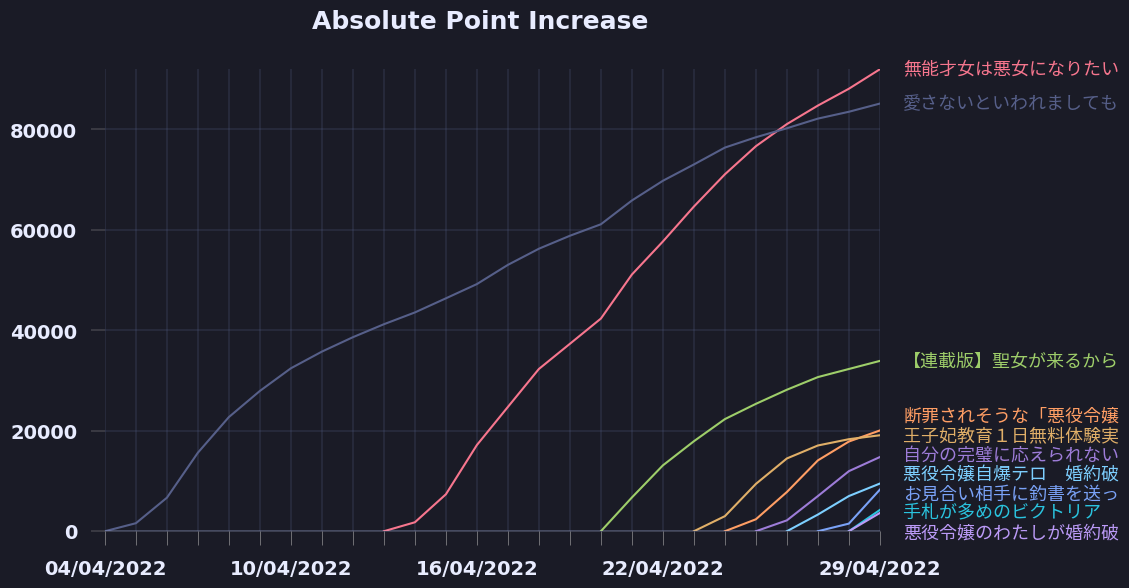 Absolute Point Increase
80000
60000
40000
20000
0
04/04/2022
10/04/2022
16/04/2022
22/04/2022
29/04/2022
無能才女は悪女になりたい
愛さないといわれましても
【連載版】聖女が来るから
断罪されそうな「悪役令嬢
王子妃教育１日無料体験実
自分の完璧に応えられない
悪役令嬢自爆テロ　婚約破
お見合い相手に釣書を送っ
手札が多めのビクトリア
悪役令嬢のわたしが婚約破